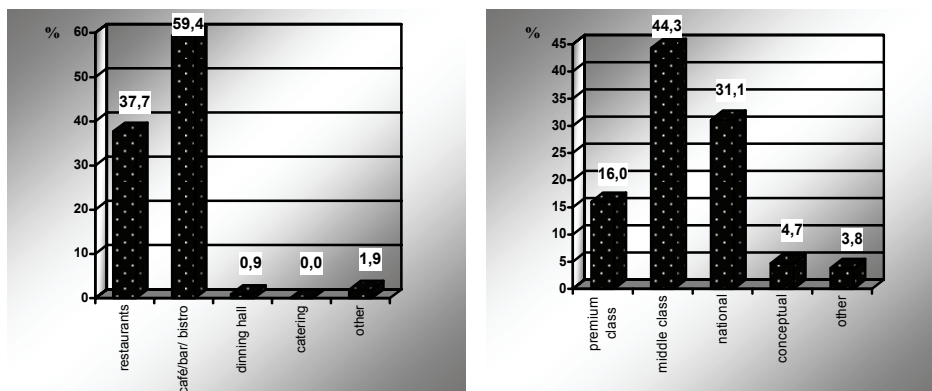 %
60
50
40
30
20
10
0
37,7
59,4
0,9
0,0
1,9
restaurants
café/bar/ bistro
dinning hall
catering
other
%
45
40
35
30
25
20
15
10
5
0
16,0
44,3
31,1
4,7
3,8
premium
class
middle class
national
conceptual
other